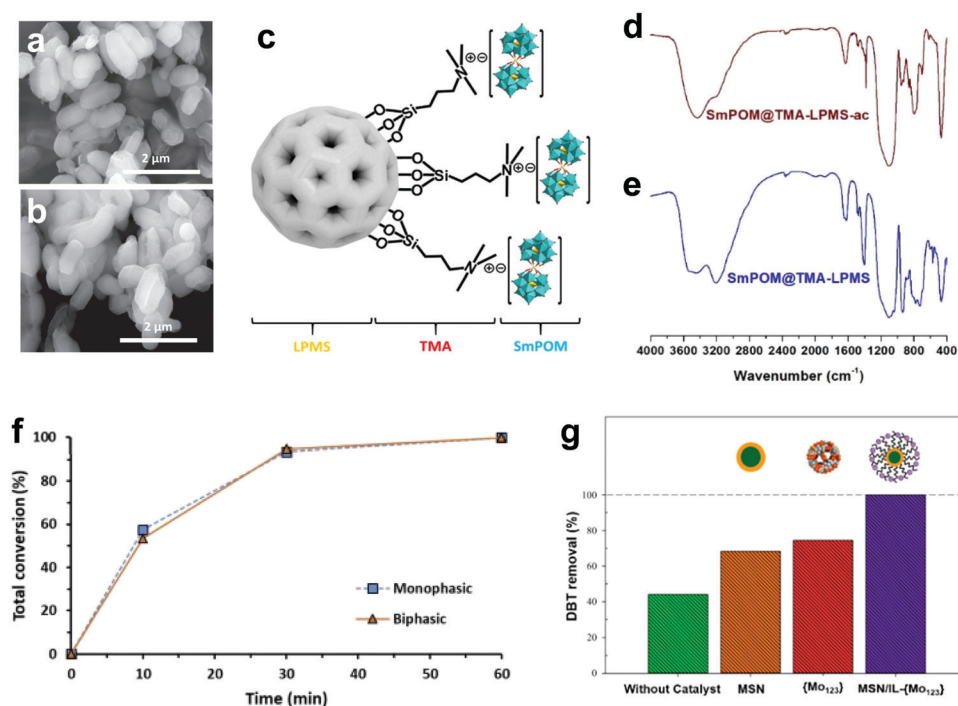 a
2 μm
b
2 μm
c
Si
O
O
O
N
⊕⊖
Si
O
O
O
N
⊕⊖
Si
O
O
O
N
⊕⊖
LPMS
TMA
SmPOM
d
SmPOM@TMA-LPMS-ac
e
SmPOM@TMA-LPMS
4000 3600 3200 2800 2400 2000 1600 1200 800 400
Wavenumber (cm⁻¹)
f
Total conversion (%)
100
80
60
40
20
0
Monophasic
Biphasic
0 10 20 30 40 50 60
Time (min)
g
DBT removal (%)
100
80
60
40
20
0
Without Catalyst MSN {Mo₁₂₃} MSN/IL-{Mo₁₂₃}